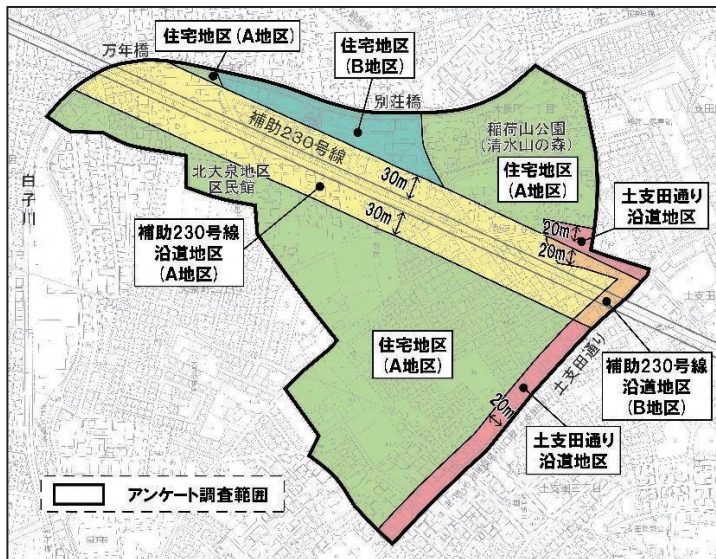 万年橋
住宅地区(A地区)
住宅地区
(B地区)
別荘橋
補助230号線
稲荷山公園
(清水山の森)
住宅地区
(A地区)
北大泉地区
区民館
白子川
30m
30m
補助230号線
沿道地区
(A地区)
土支田通り
沿道地区
20m
20m
住宅地区
(A地区)
土支田通り
補助230号線
沿道地区
(B地区)
20m
土支田通り
沿道地区
アンケート調査範囲